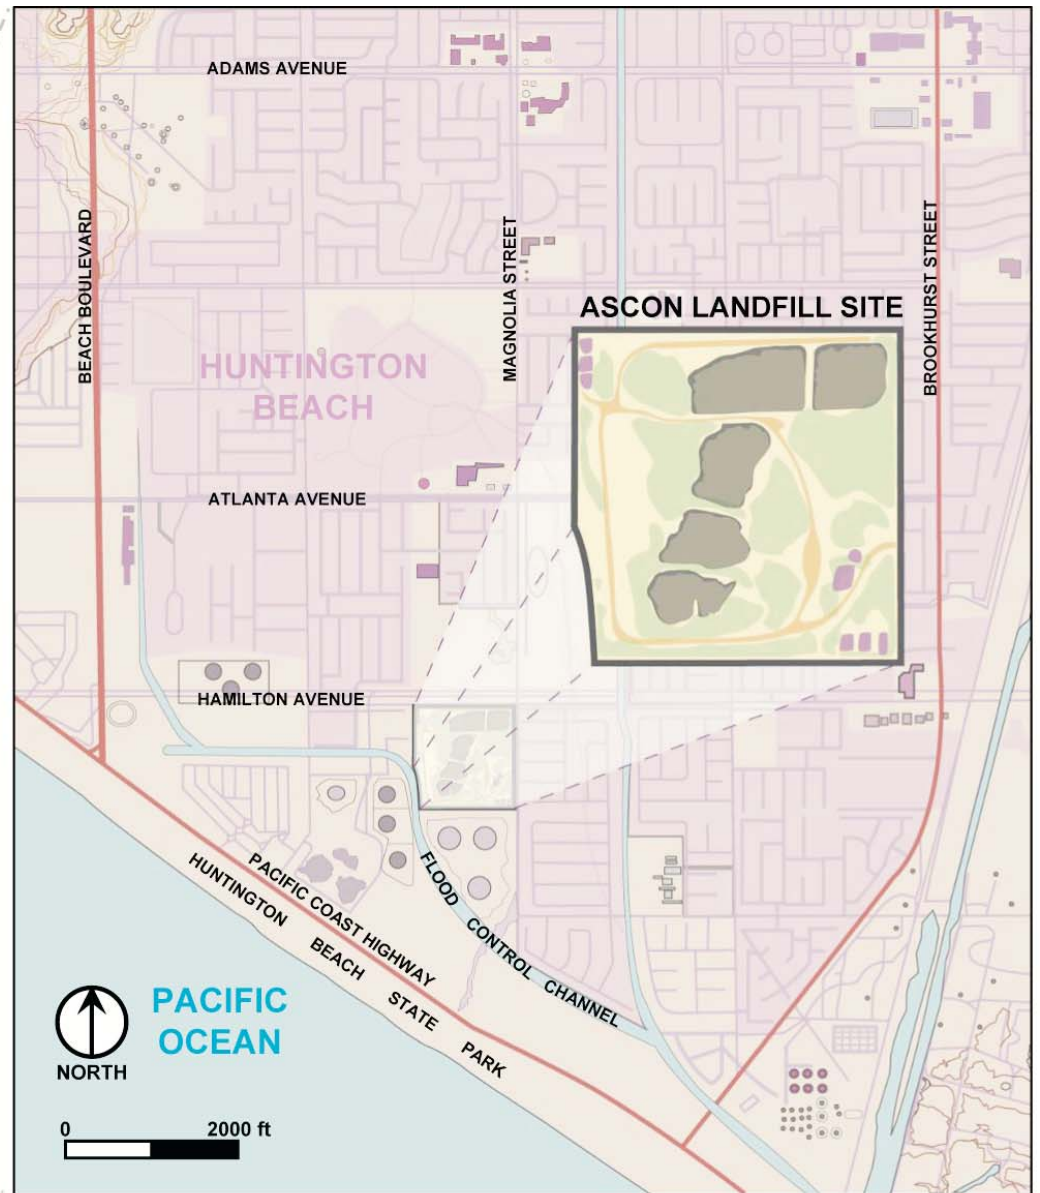 ADAMS AVENUE
BEACH BOULEVARD
MAGNOLIA STREET
BROOKHURST STREET
ASCON LANDFILL SITE
HUNTINGTON
BEACH
ATLANTA AVENUE
HAMILTON AVENUE
PACIFIC COAST HIGHWAY
HUNTINGTON BEACH STATE PARK
FLOOD CONTROL CHANNEL
PACIFIC
OCEAN
NORTH
0 2000 ft